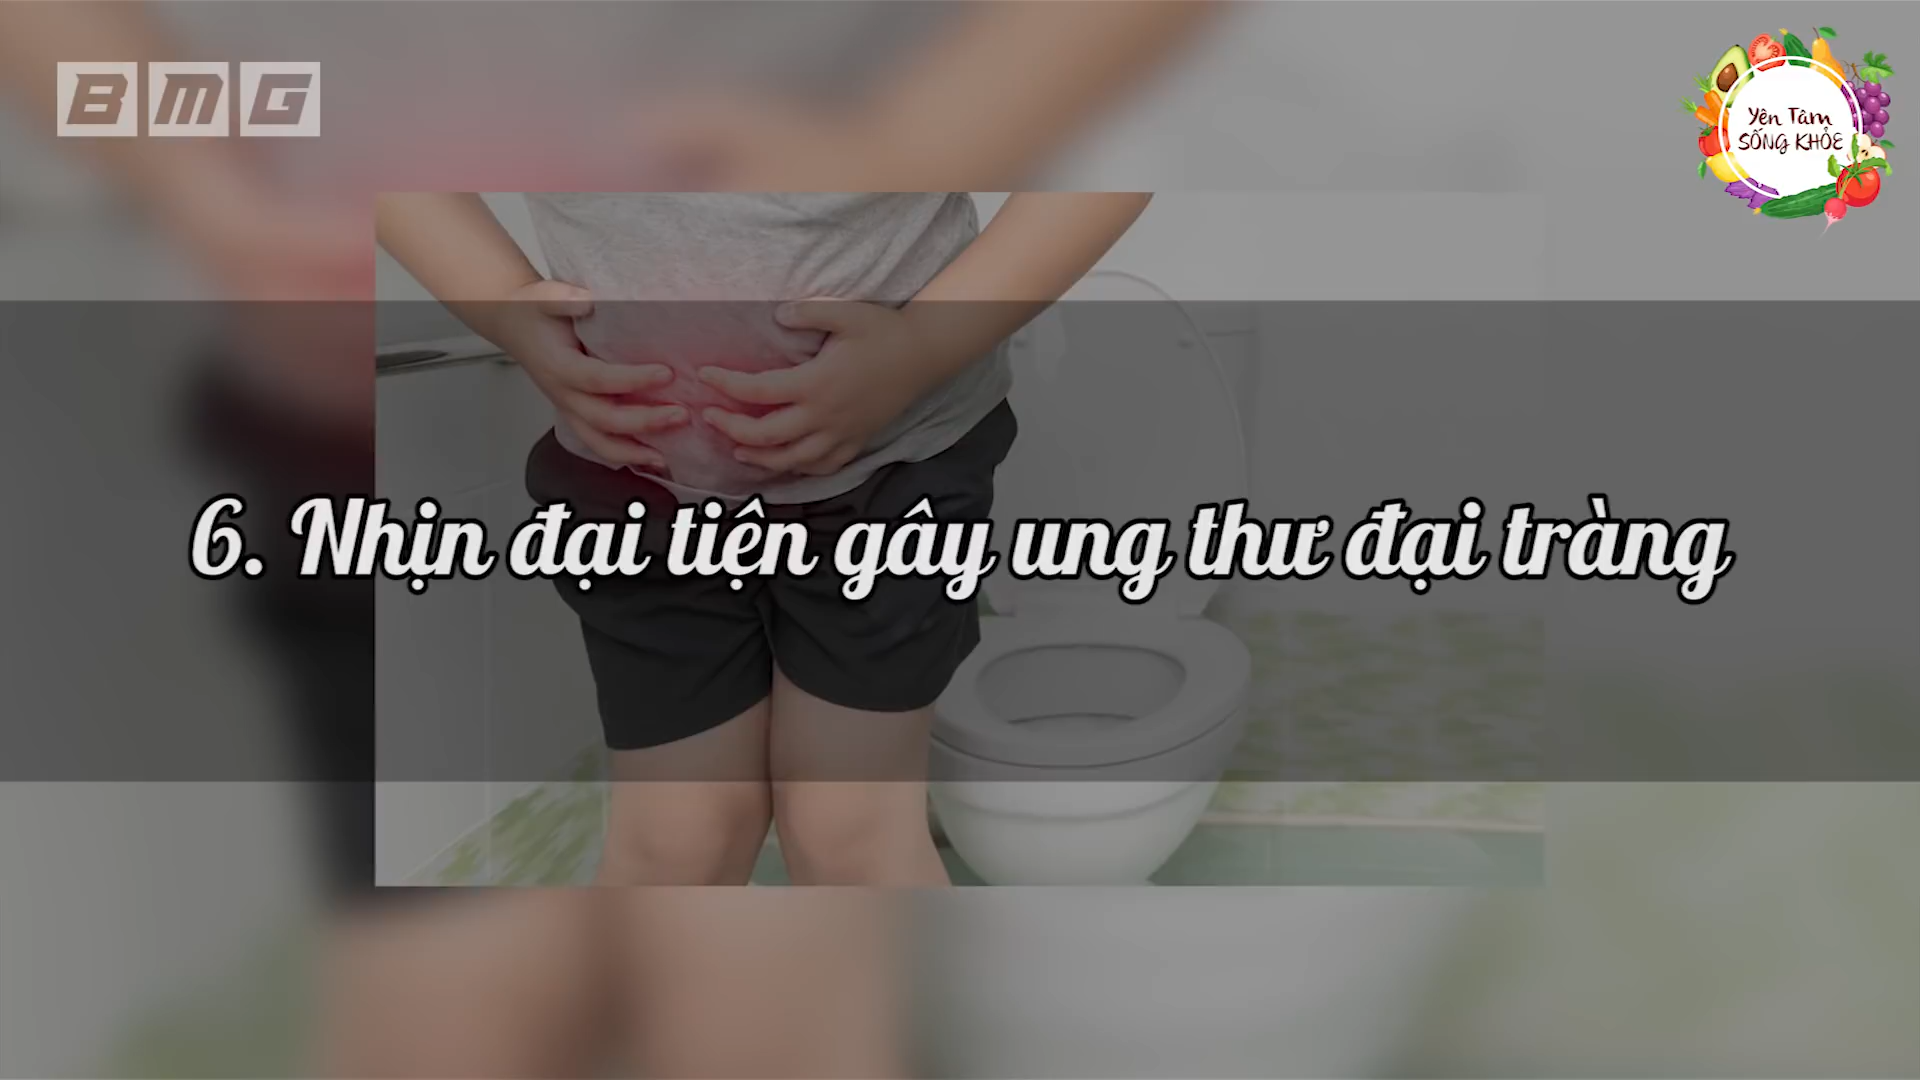 BMG
Yên Tâm
SỐNG KHỎE
6. Nhịn đại tiện gây ung thư đại tràng